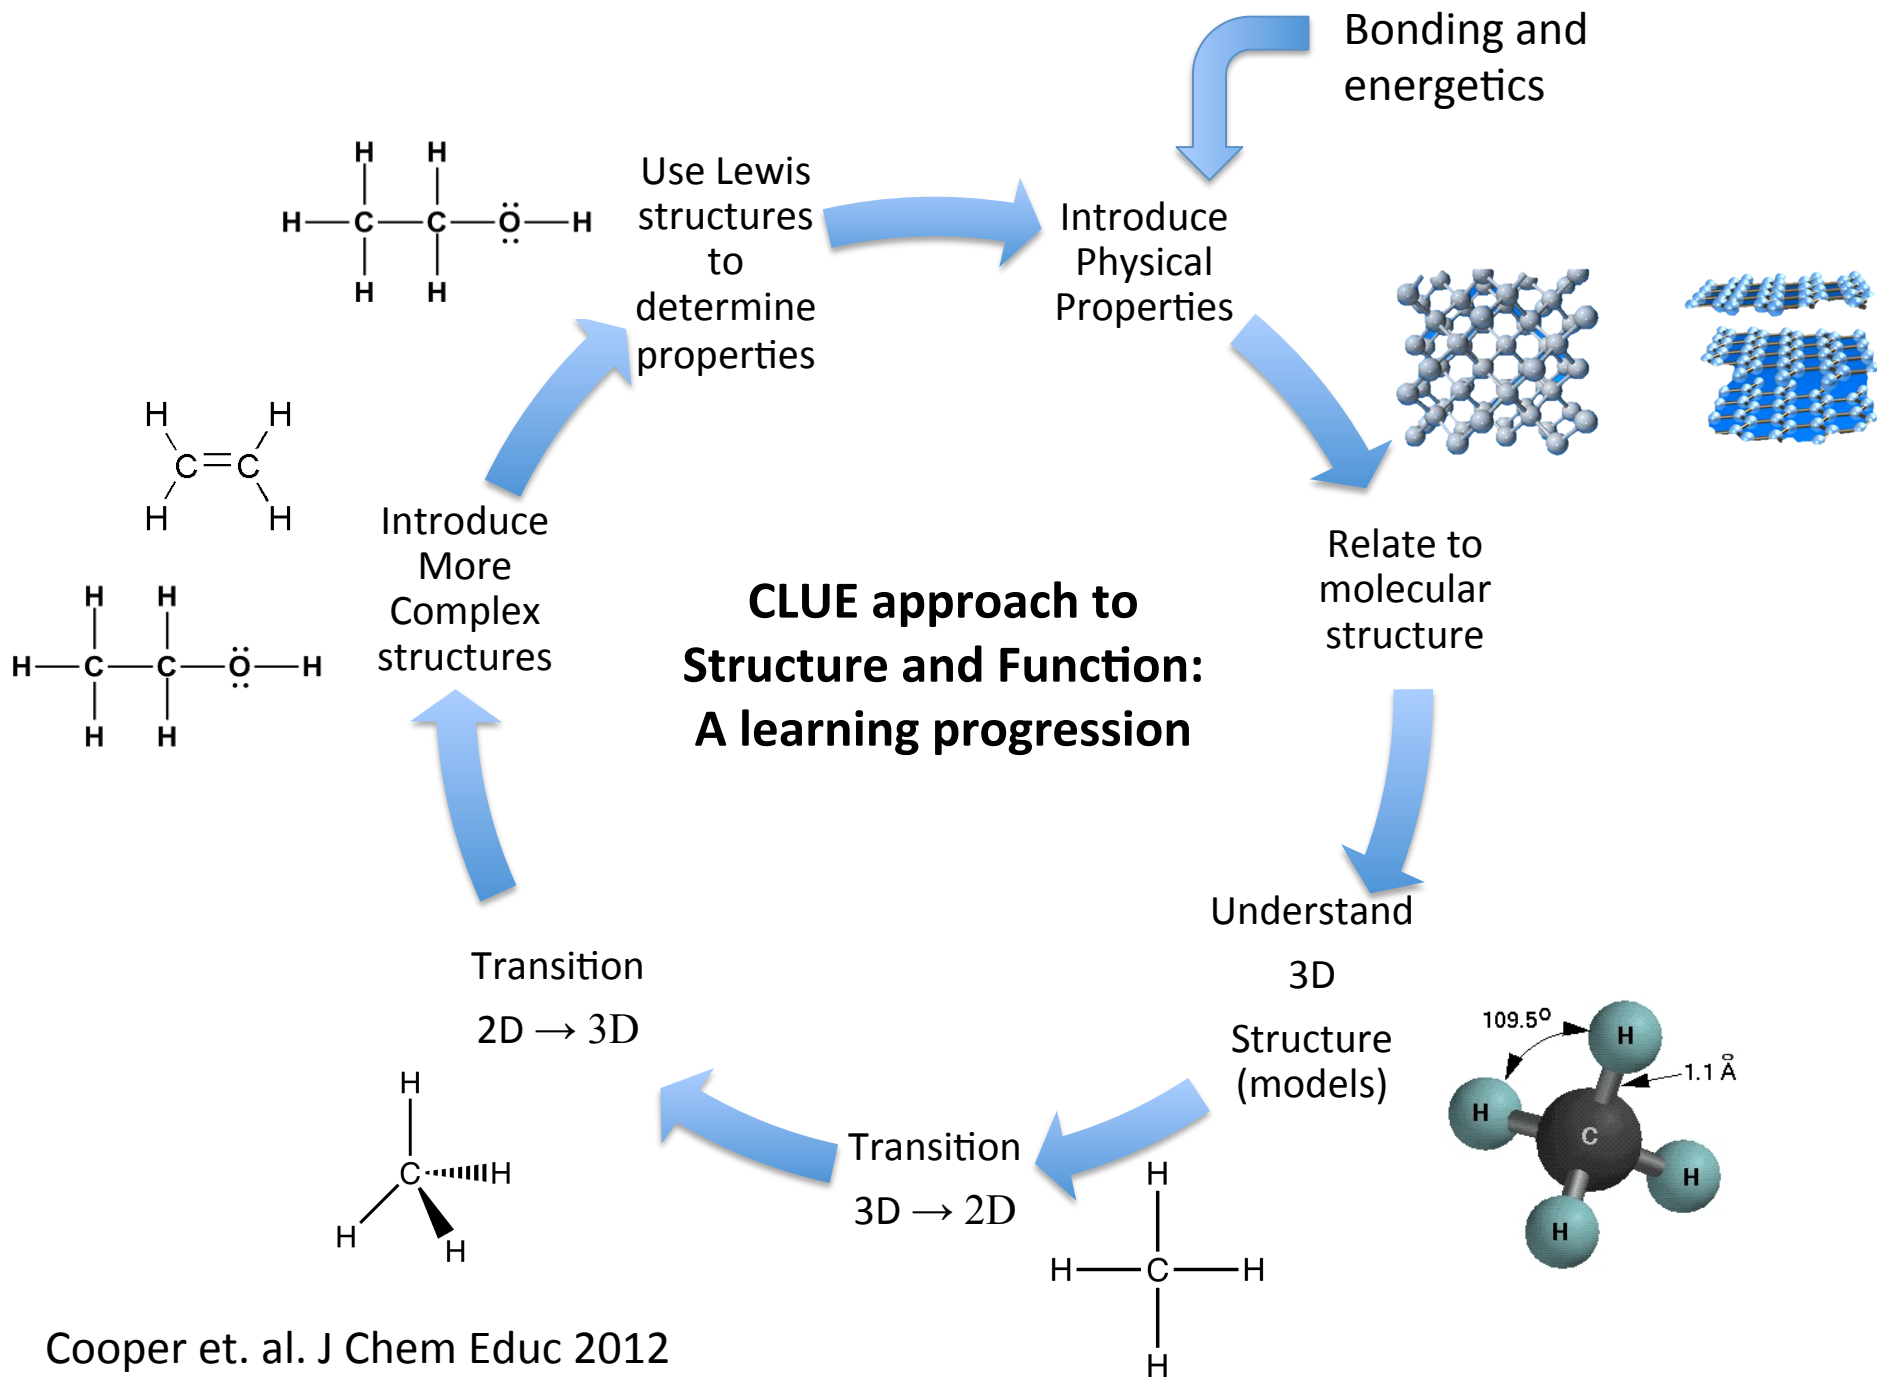 Bonding and
energetics
Use Lewis
structures
to
determine
properties
Introduce
Physical
Properties
Relate to
molecular
structure
Understand
3D
Structure
(models)
109.5°
1.1 Å
H
H
C
H
H
Transition
3D → 2D
H
H C H
H
Transition
2D → 3D
H
C H
H
H
Introduce
More
Complex
structures
H H
C=C
H H
H H
H C C Ö H
H H
H H
H C C Ö H
H H
CLUE approach to
Structure and Function:
A learning progression
Cooper et. al. J Chem Educ 2012